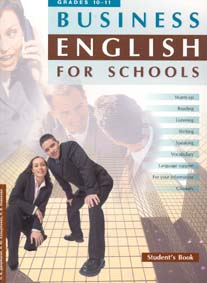 GRADES 10-11
BUSINESS
ENGLISH
FOR SCHOOLS
Start-up
Reading
Listening
Writing
Speaking
Vocabulary
Language support
For your information
Glossary
Student's Book